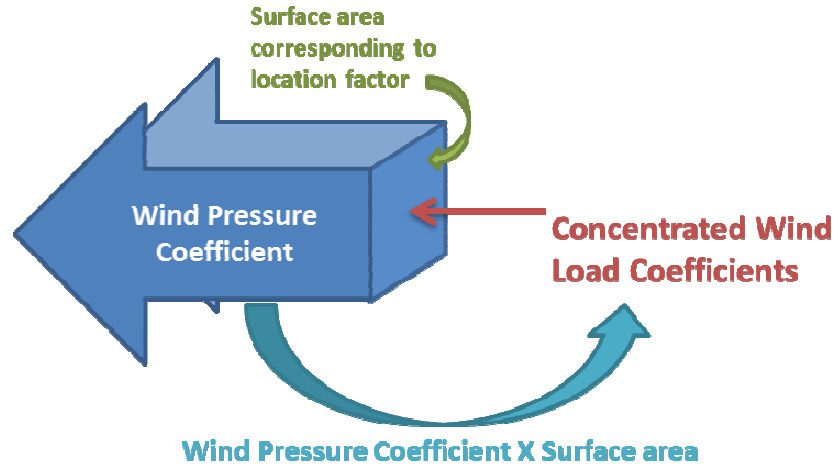 Surface area
corresponding to
location factor
Wind Pressure
Coefficient
Concentrated Wind
Load Coefficients
Wind Pressure Coefficient X Surface area